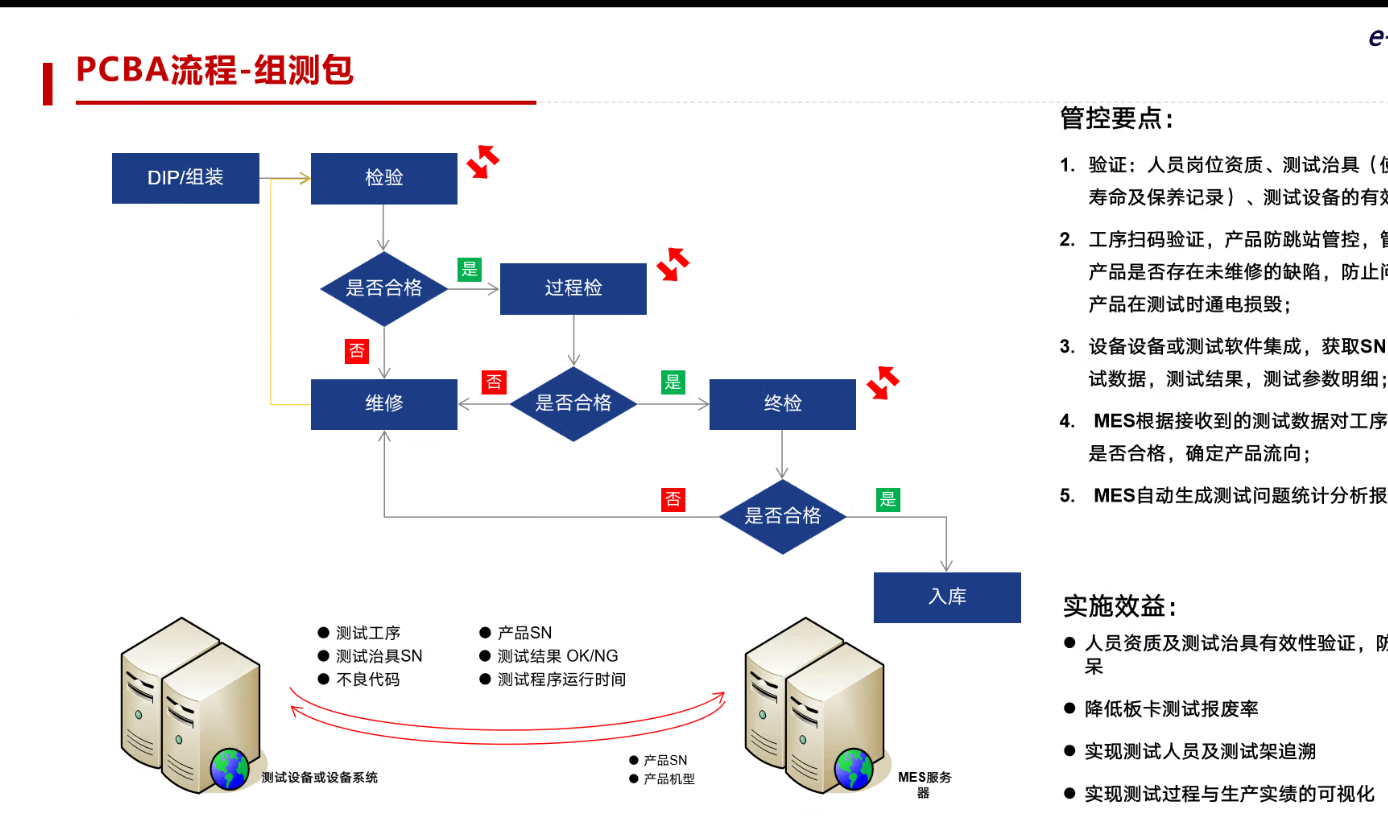 e-
PCBA流程-组测包
DIP/组装
检验
是否合格
是
过程检
否
维修
否
是否合格
是
终检
否
是否合格
是
入库
测试工序
测试治具SN
不良代码
产品SN
测试结果 OK/NG
测试程序运行时间
产品SN
产品机型
测试设备或设备系统
MES服务
器
管控要点:
1. 验证：人员岗位资质、测试治具（
寿命及保养记录）、测试设备的有
2. 工序扫码验证，产品防跳站管控，
产品是否存在未维修的缺陷，防止
产品在测试时通电损毁；
3. 设备设备或测试软件集成，获取SN
试数据，测试结果，测试参数明细；
4. MES根据接收到的测试数据对工序
是否合格，确定产品流向；
5. MES自动生成测试问题统计分析报
实施效益:
人员资质及测试治具有效性验证，防
呆
降低板卡测试报废率
实现测试人员及测试架追溯
实现测试过程与生产实绩的可视化